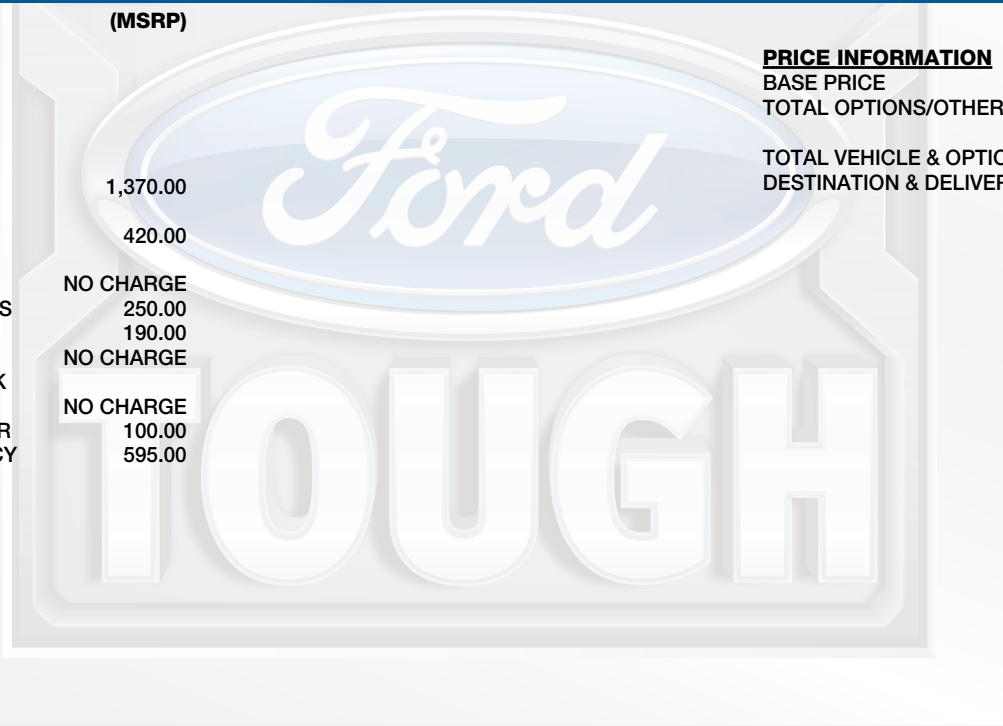 (MSRP)
PRICE INFORMATION
BASE PRICE
TOTAL OPTIONS/OTHER
TOTAL VEHICLE & OPTIO
DESTINATION & DELIVER
1,370.00
420.00
NO CHARGE
S 250.00
190.00
NO CHARGE
K
NO CHARGE
R 100.00
CY 595.00
Ford
TOUGH